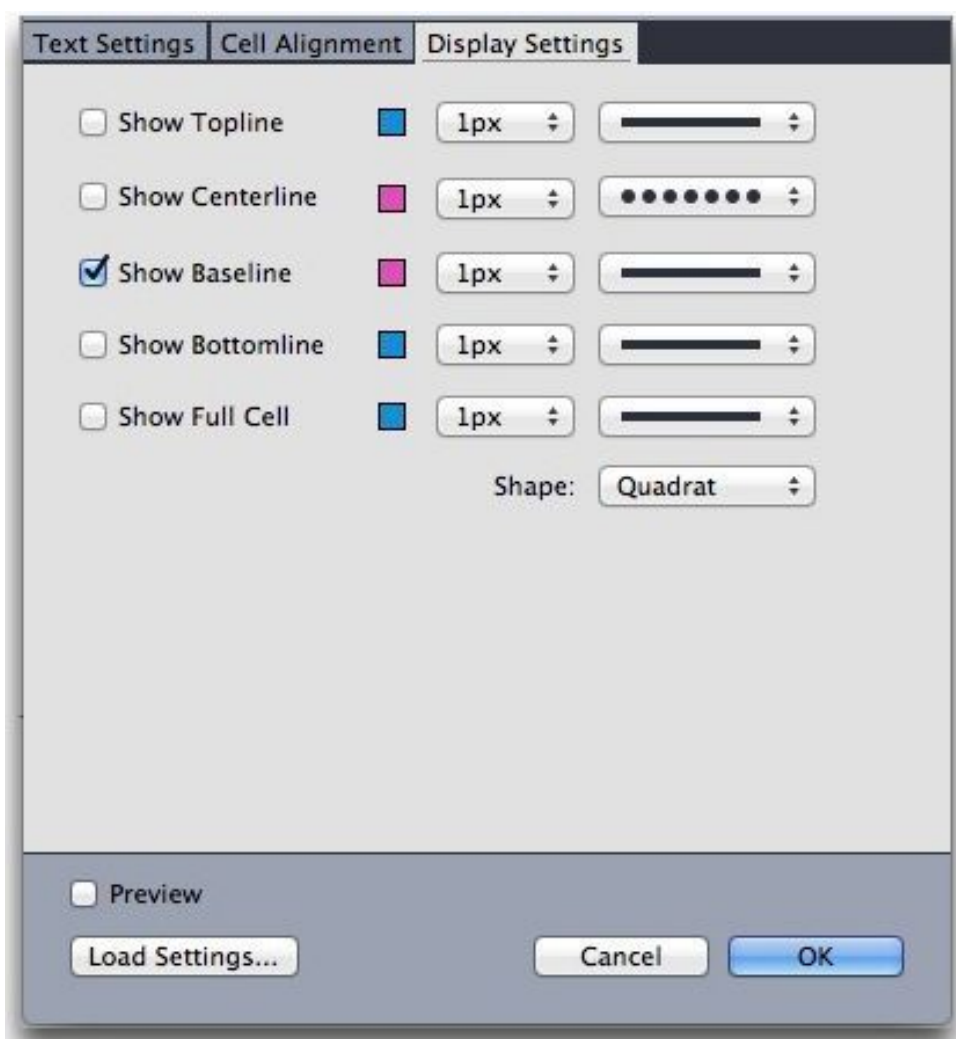 Text Settings Cell Alignment Display Settings
Show Topline 1px
Show Centerline 1px
Show Baseline 1px
Show Bottomline 1px
Show Full Cell 1px
Shape: Quadrat
Preview
Load Settings... Cancel OK